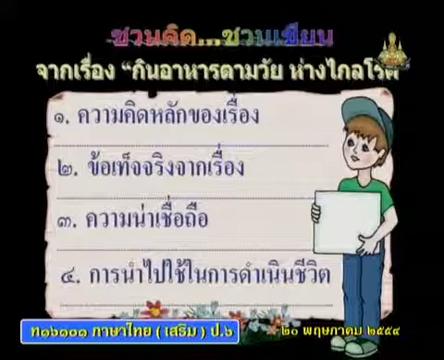 ชวนคิด...ชวนเขียน
จากเรื่อง “กินอาหารตามวัย ห่างไกลโรค
๑. ความคิดหลักของเรื่อง
๒. ข้อเท็จจริงจากเรื่อง
๓. ความน่าเชื่อถือ
๔. การนำไปใช้ในการดำเนินชีวิต
ท๑๖๑๐๑ ภาษาไทย ( เสริม ) ป.๖
๒๐ พฤษภาคม ๒๕๕๔